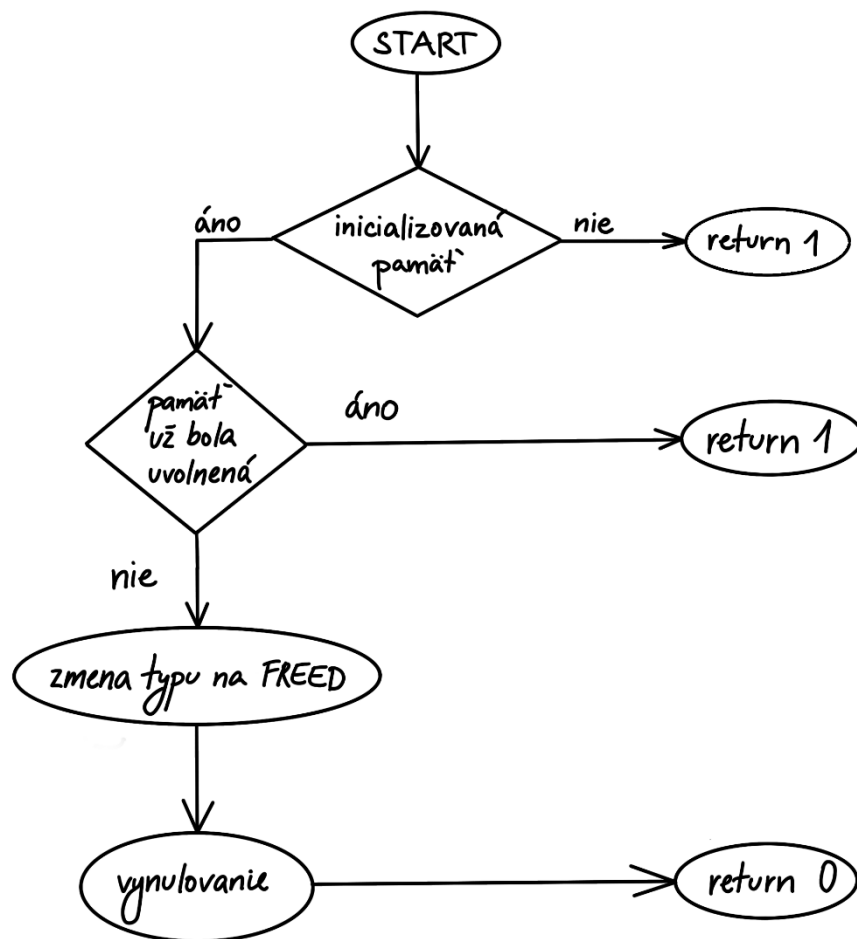 START
áno
inicializovaná
pamäť
nie
return 1
pamäť
už bola
uvolnená
áno
return 1
nie
zmena typu na FREED
vynulovanie
return 0